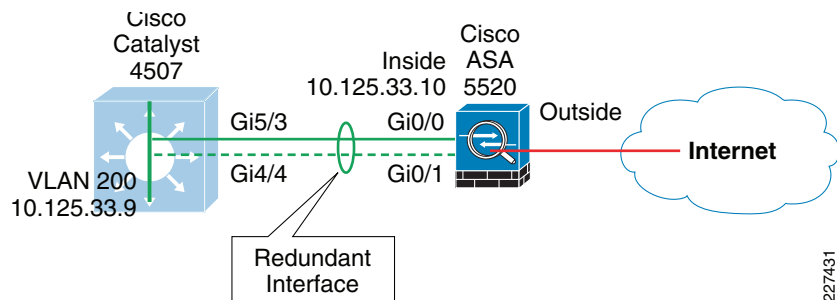 Cisco
Catalyst
4507
Inside
10.125.33.10
Cisco
ASA
5520
Gi5/3
Gi0/0
Outside
Internet
Gi4/4
Gi0/1
VLAN 200
10.125.33.9
Redundant
Interface
227431